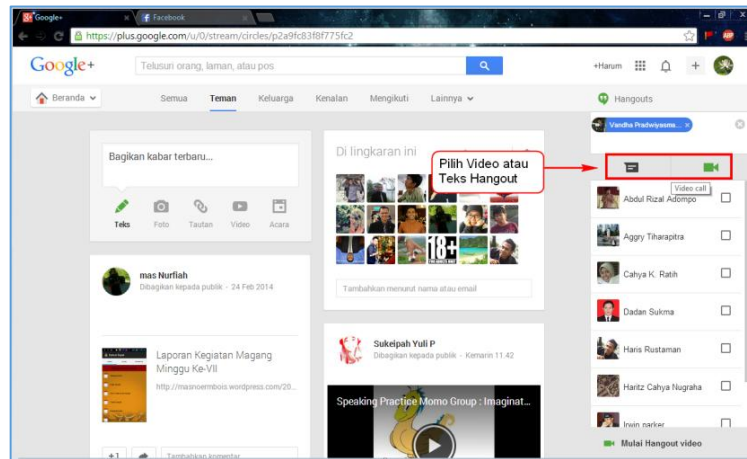 Google+
Facebook
https://plus.google.com/u/0/stream/circles/p2a9fc83f8f775fc2
Google+
Telusuri orang, laman, atau pos
+Harum
Beranda
Semua
Teman
Keluarga
Kenalan
Mengikuti
Lainnya
Hangouts
Vandha Pradwiyasma...
Bagikan kabar terbaru...
Teks
Foto
Tautan
Video
Acara
Di lingkaran ini
Pilih Video atau
Teks Hangout
18+
Tambahkan menurut nama atau email
Video call
Abdul Rizal Adompo
Aggry Tiharapitra
Cahya K. Ratih
Dadan Sukma
Haris Rustaman
Haritz Cahya Nugraha
Irwin parker
Mulai Hangout video
mas Nurfiah
Dibagikan kepada publik - 24 Feb 2014
Laporan Kegiatan Magang
Minggu Ke-VII
http://masnoermbois.wordpress.com/20...
+1
Tambahkan komentar
Sukeipah Yuli P
Dibagikan kepada publik - Kemarin 11.42
Speaking Practice Momo Group : Imaginat...